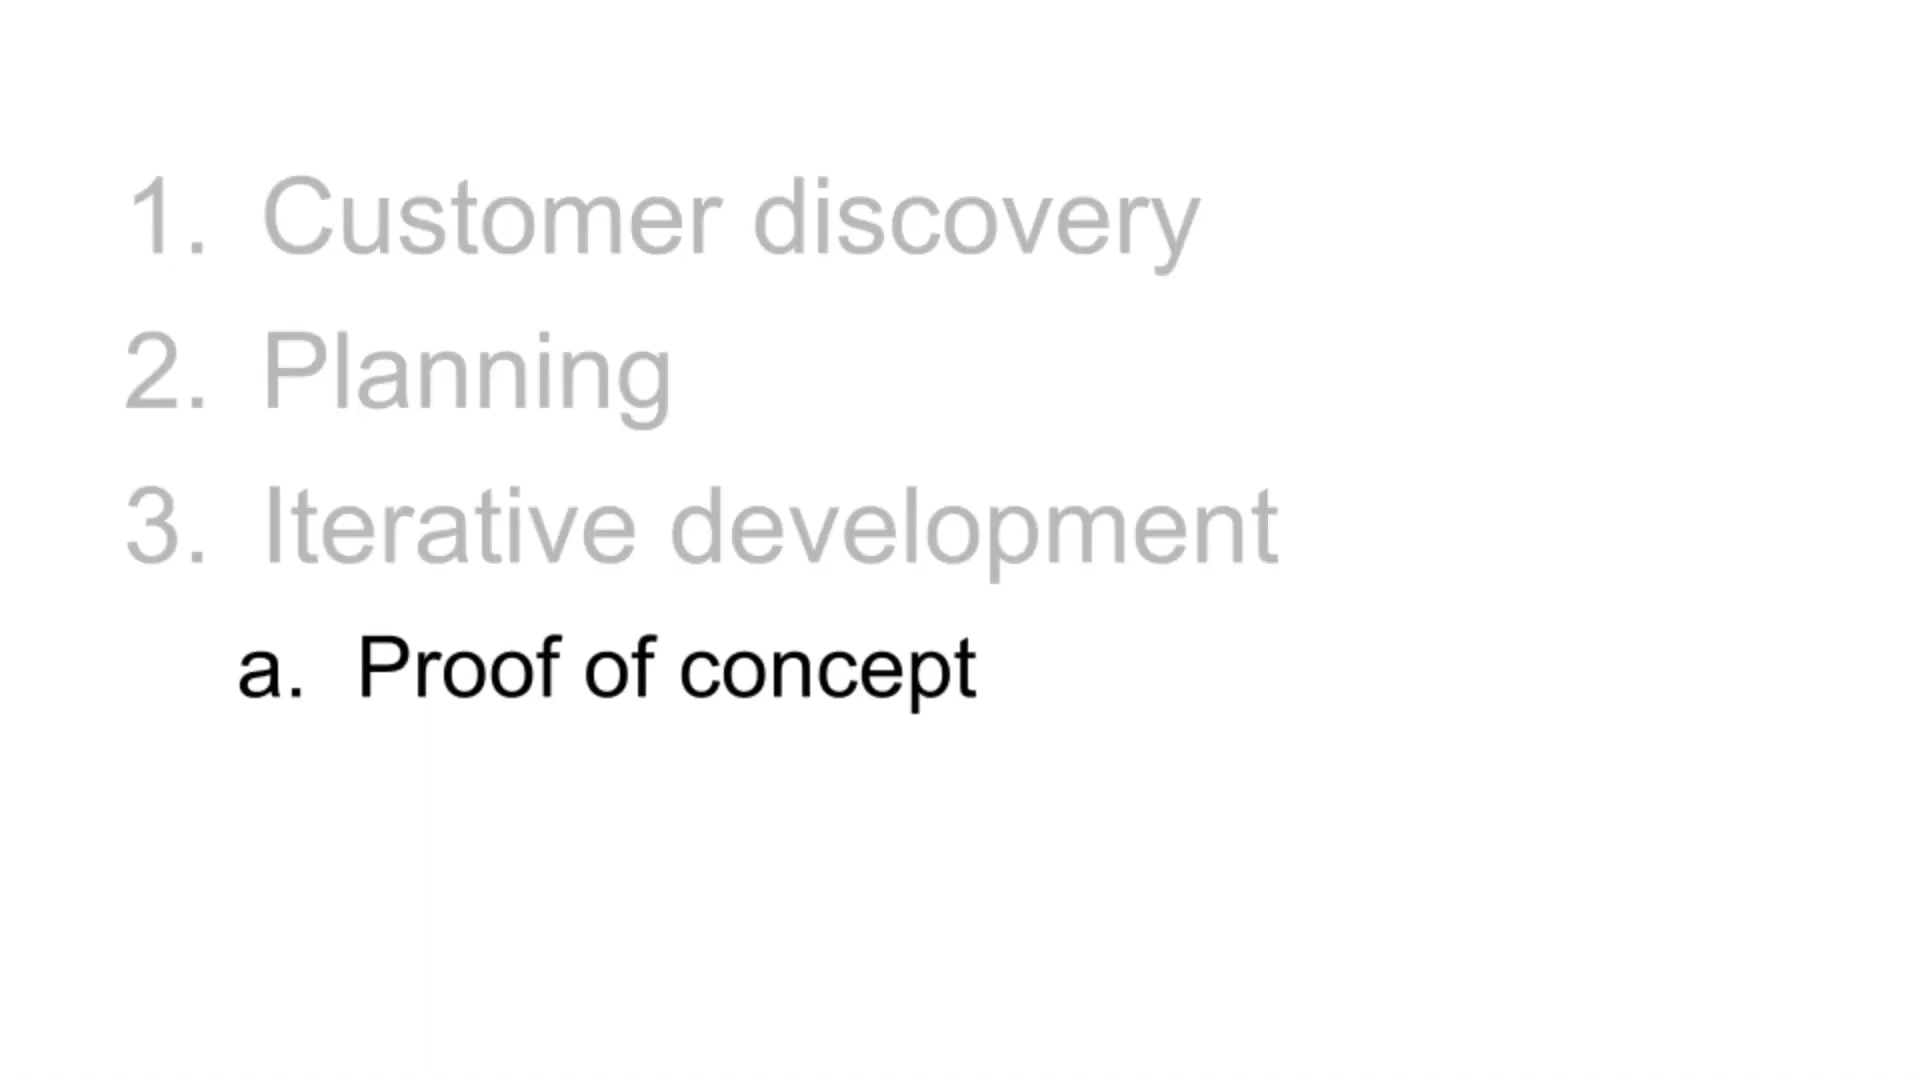 1. Customer discovery
2. Planning
3. Iterative development
a. Proof of concept